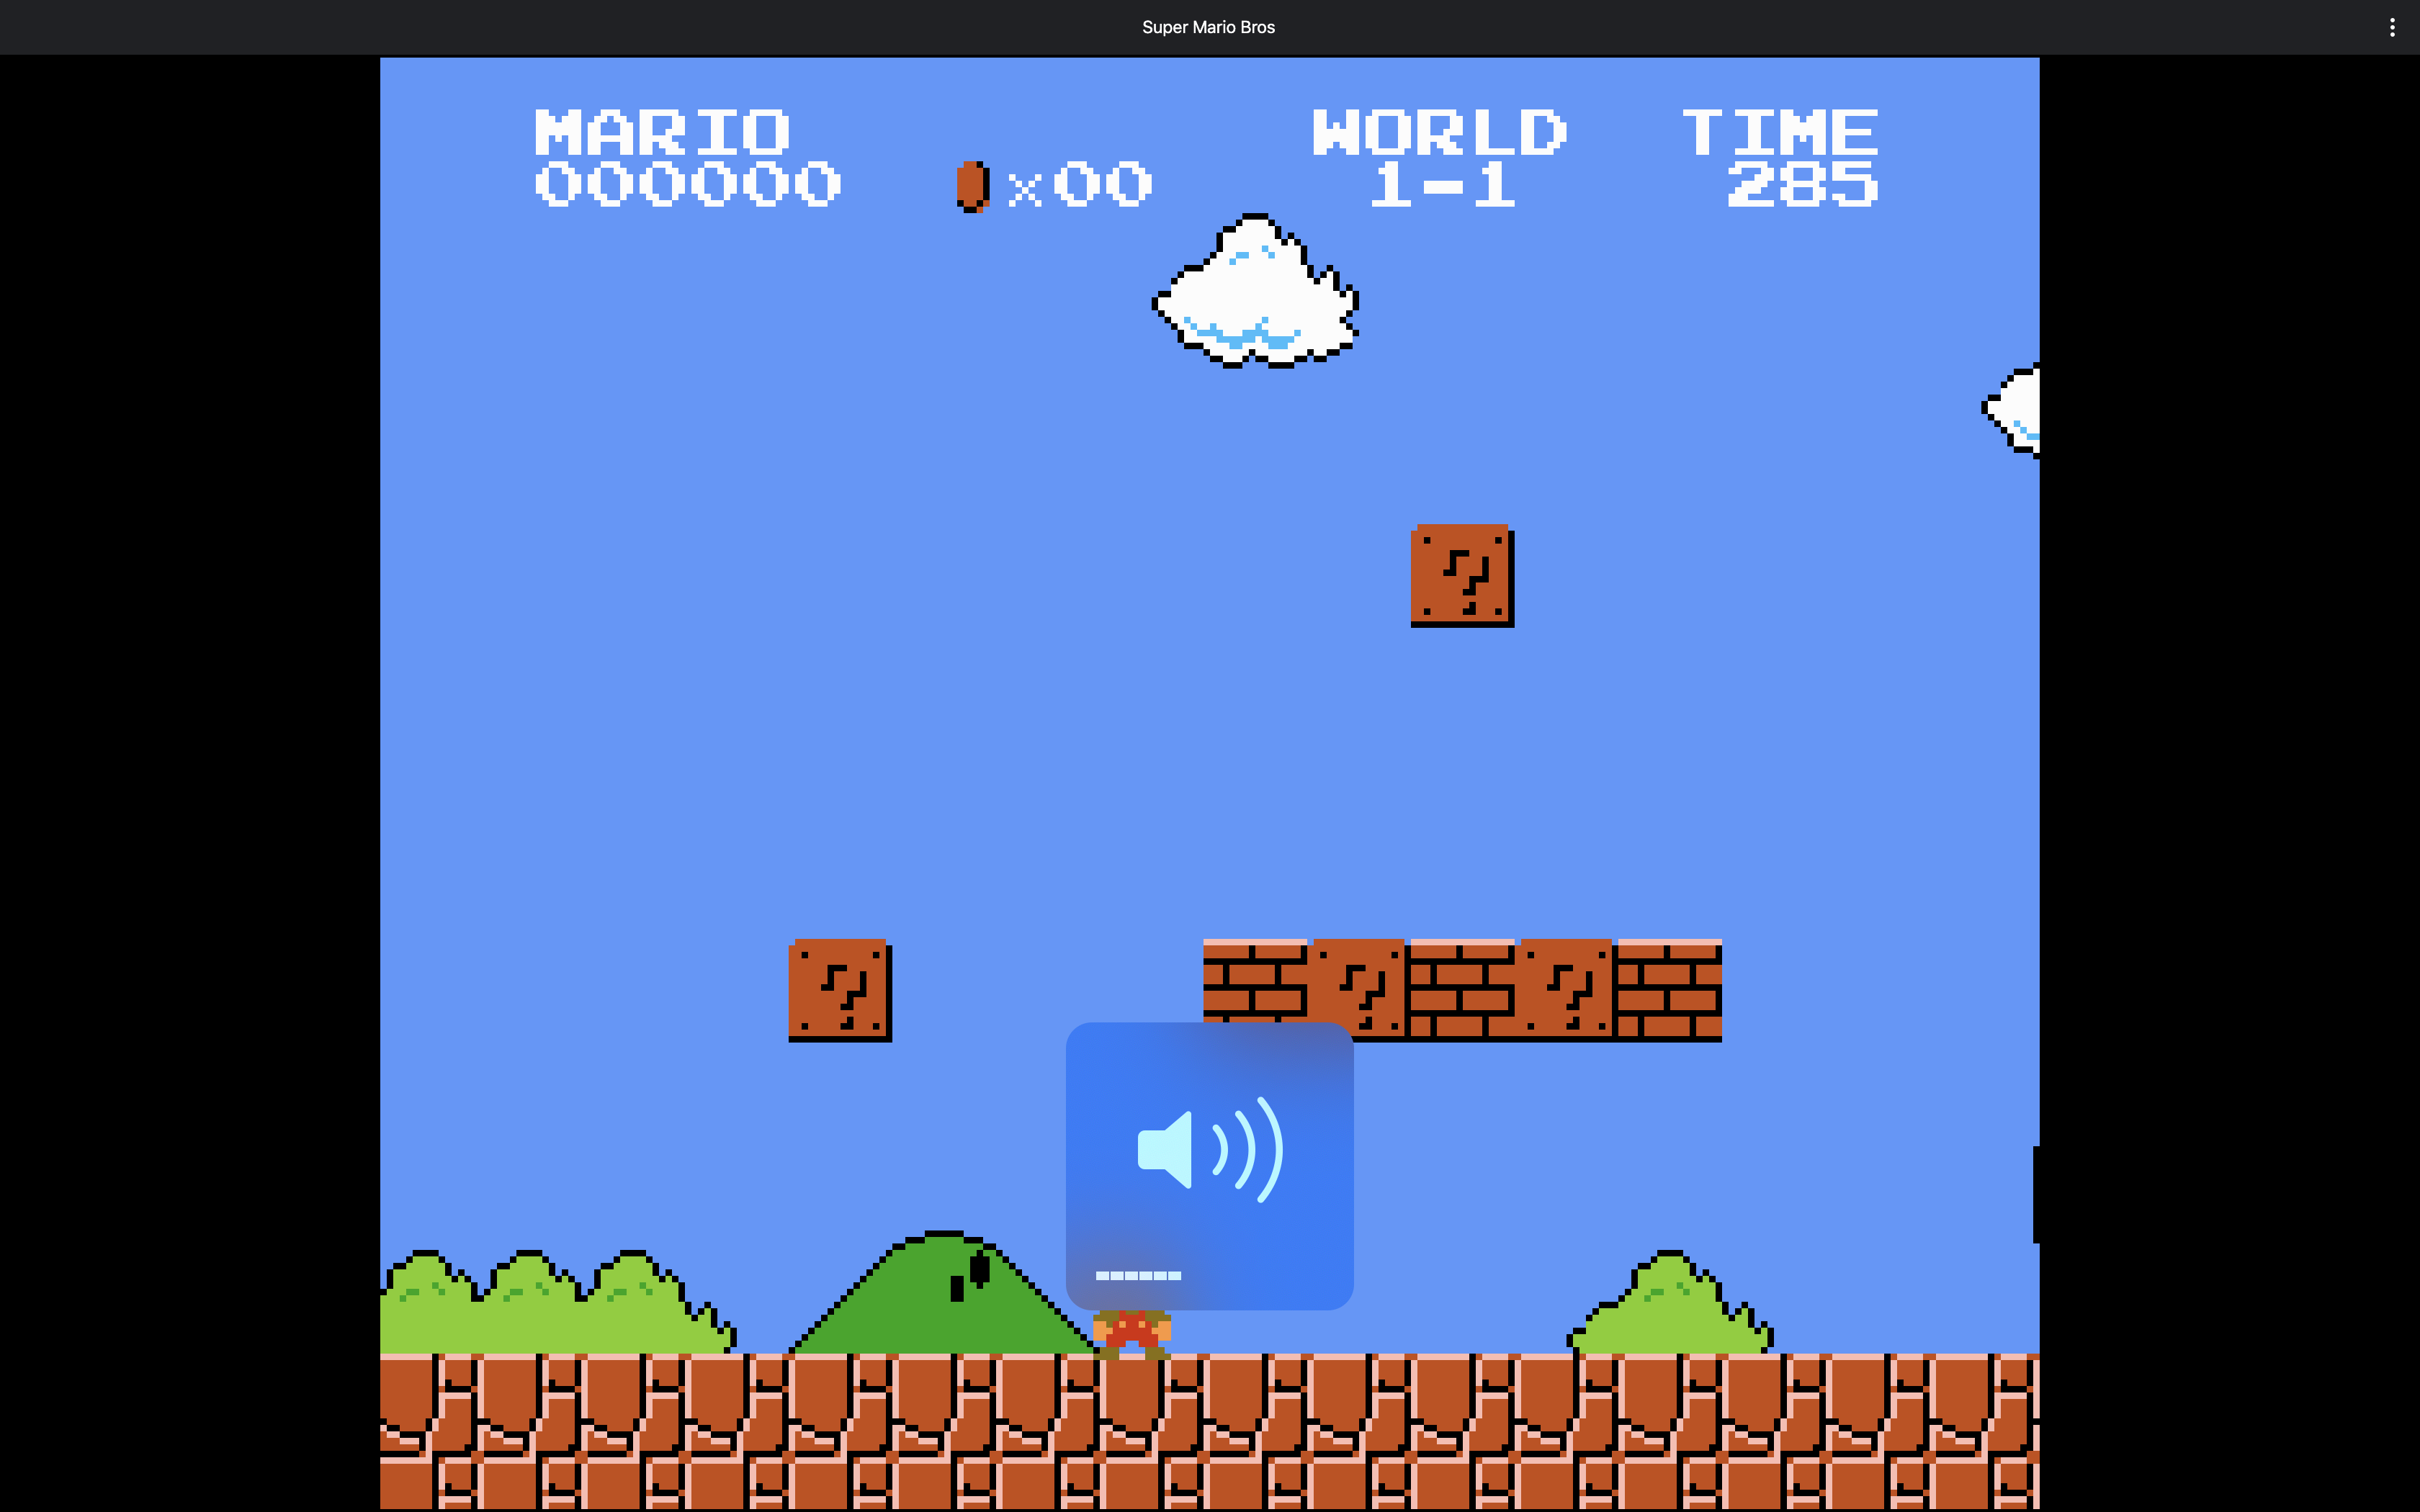 Super Mario Bros
MARIO WORLD TIME
000000 x00 1-1 285
?
? ? ?